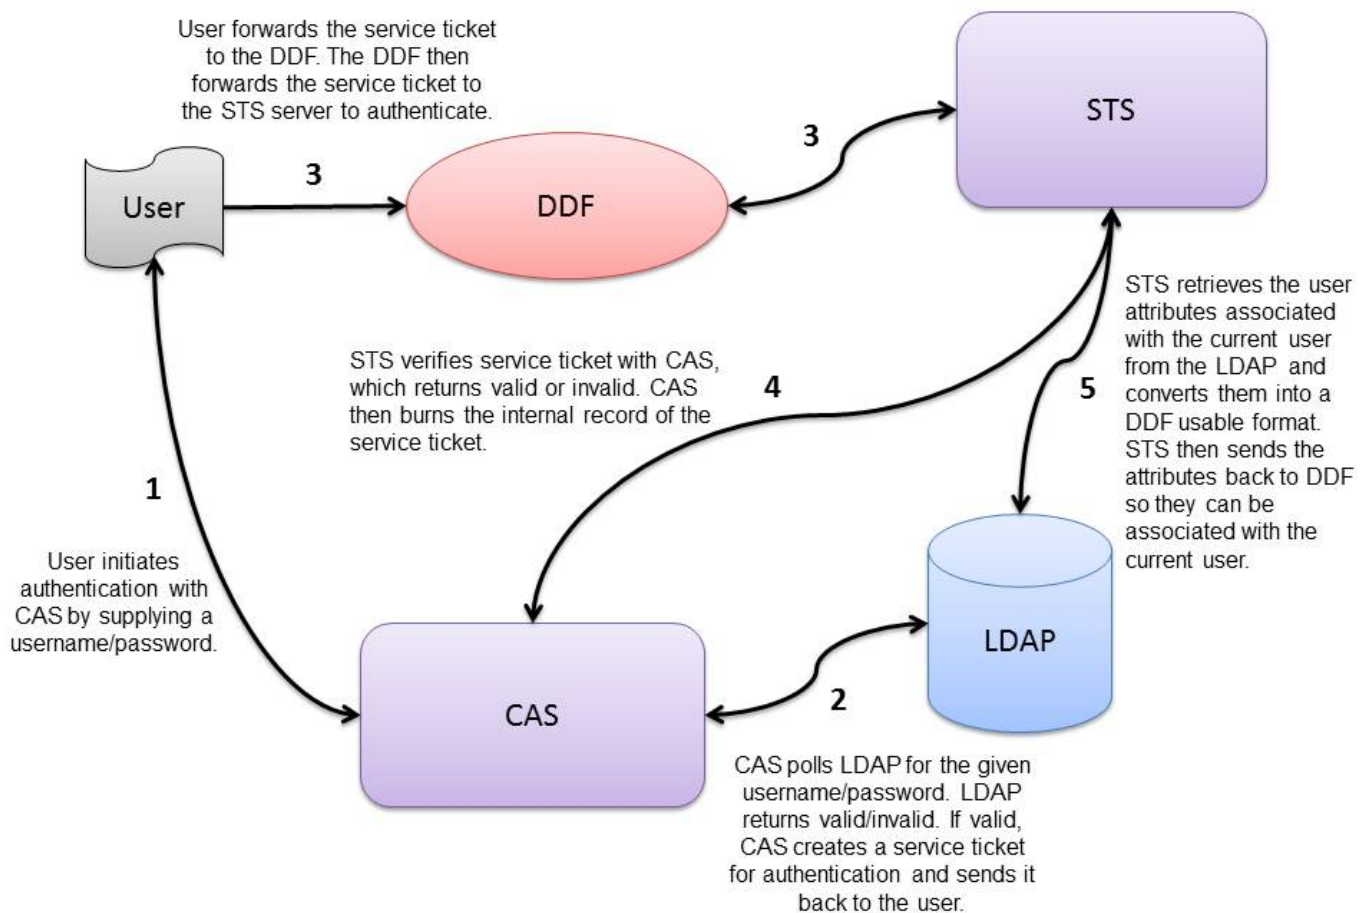 User forwards the service ticket
to the DDF. The DDF then
forwards the service ticket to
the STS server to authenticate.
STS
3
3
User
DDF
STS retrieves the user
attributes associated
with the current user
from the LDAP and
converts them into a
DDF usable format.
STS then sends the
attributes back to DDF
so they can be
associated with the
current user.
STS verifies service ticket with CAS,
which returns valid or invalid. CAS
then burns the internal record of the
service ticket.
4
5
1
User initiates
authentication with
CAS by supplying a
username/password.
LDAP
CAS
2
CAS polls LDAP for the given
username/password. LDAP
returns valid/invalid. If valid,
CAS creates a service ticket
for authentication and sends it
back to the user.